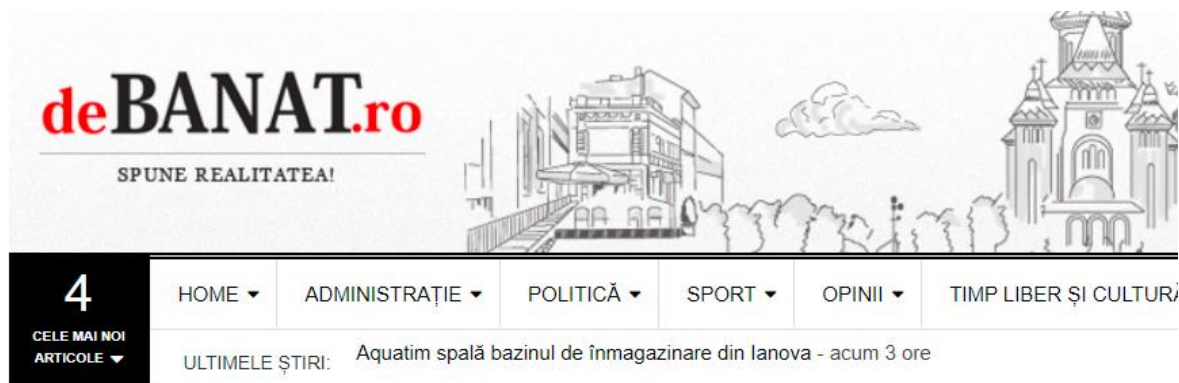 deBANAT.ro
SPUNE REALITATEA!
4
CELE MAI NOI
ARTICOLE
HOME
ADMINISTRAȚIE
POLITICĂ
SPORT
OPINII
TIMP LIBER ȘI CULTURĂ
ULTIMELE ȘTIRI:
Aquatim spală bazinul de înmagazinare din Ianova - acum 3 ore